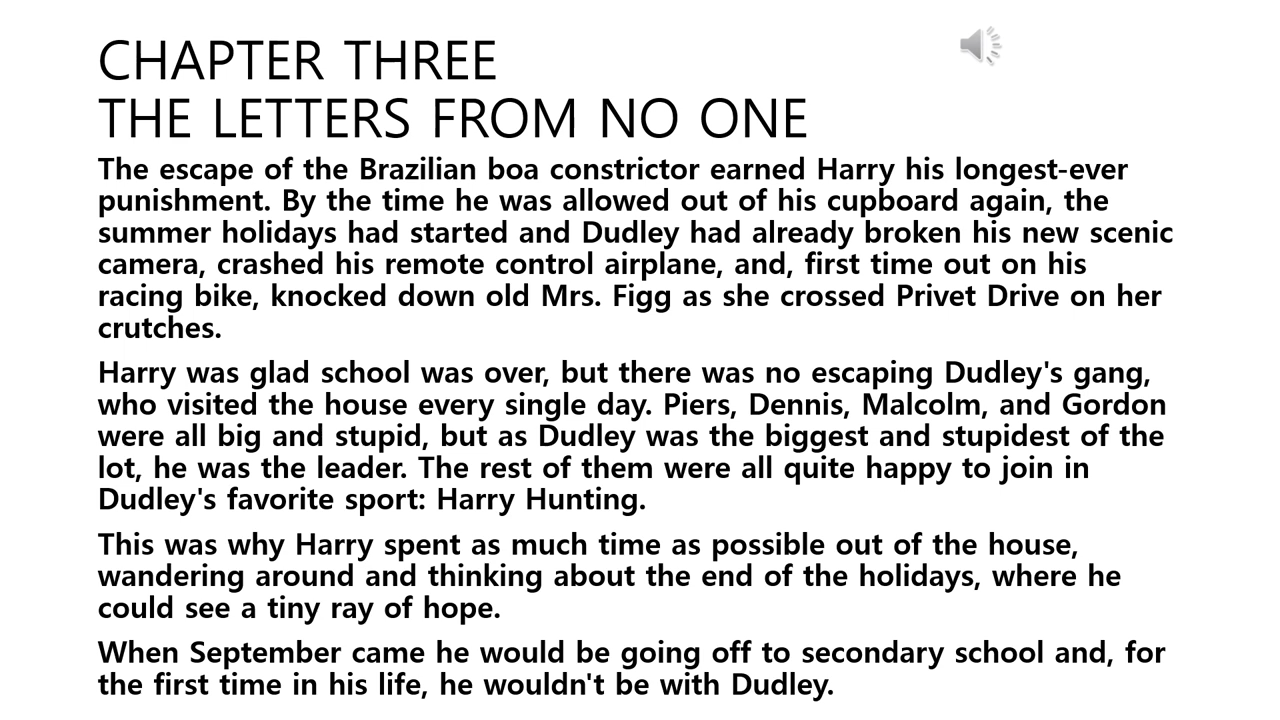 CHAPTER THREE
THE LETTERS FROM NO ONE
The escape of the Brazilian boa constrictor earned Harry his longest-ever
punishment. By the time he was allowed out of his cupboard again, the
summer holidays had started and Dudley had already broken his new scenic
camera, crashed his remote control airplane, and, first time out on his
racing bike, knocked down old Mrs. Figg as she crossed Privet Drive on her
crutches.
Harry was glad school was over, but there was no escaping Dudley's gang,
who visited the house every single day. Piers, Dennis, Malcolm, and Gordon
were all big and stupid, but as Dudley was the biggest and stupidest of the
lot, he was the leader. The rest of them were all quite happy to join in
Dudley's favorite sport: Harry Hunting.
This was why Harry spent as much time as possible out of the house,
wandering around and thinking about the end of the holidays, where he
could see a tiny ray of hope.
When September came he would be going off to secondary school and, for
the first time in his life, he wouldn't be with Dudley.